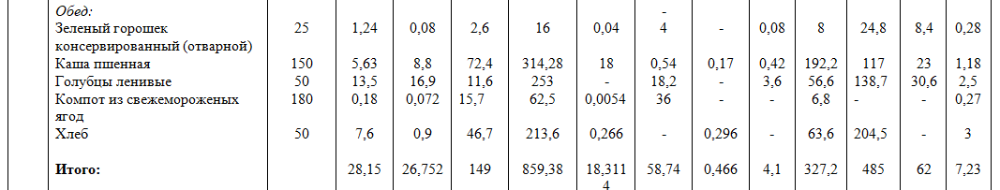 Обед: -
Зеленый горошек 25 1,24 0,08 2,6 16 0,04 4 - 0,08 8 24,8 8,4 0,28
консервированный (отварной)
Каша пшенная 150 5,63 8,8 72,4 314,28 18 0,54 0,17 0,42 192,2 117 23 1,18
Голубцы ленивые 50 13,5 16,9 11,6 253 - 18,2 - 3,6 56,6 138,7 30,6 2,5
Компот из свежемороженых 180 0,18 0,072 15,7 62,5 0,0054 36 - - 6,8 - - 0,27
ягод
Хлеб 50 7,6 0,9 46,7 213,6 0,266 - 0,296 - 63,6 204,5 - 3
Итого: 28,15 26,752 149 859,38 18,311 58,74 0,466 4,1 327,2 485 62 7,23
4